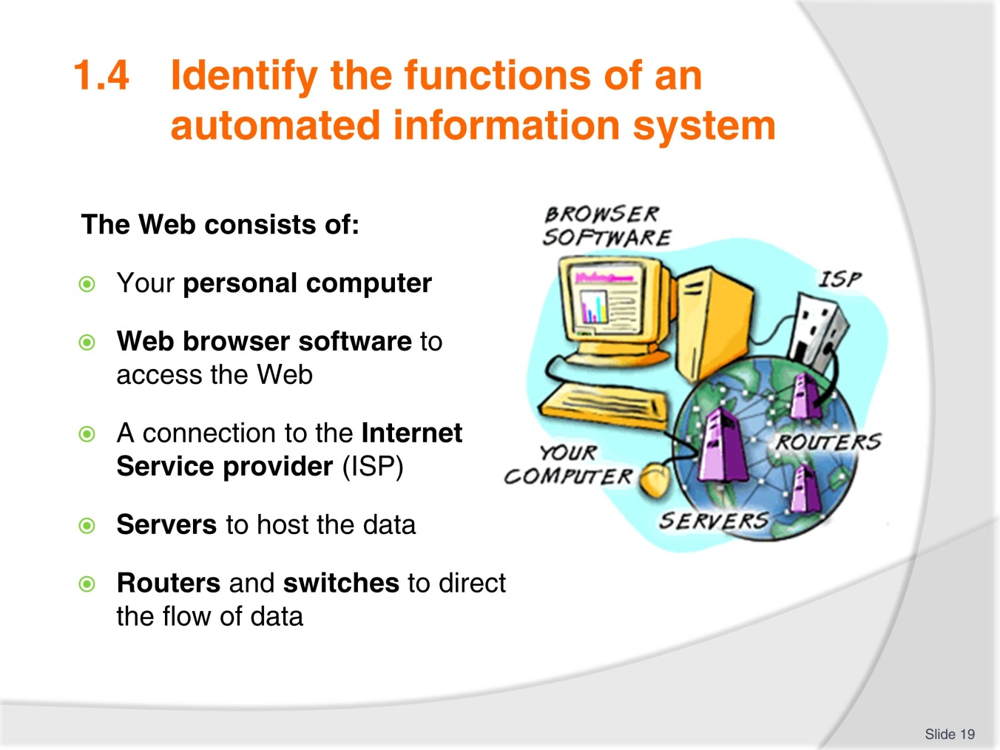 1.4 Identify the functions of an
automated information system
The Web consists of:
Your personal computer
Web browser software to
access the Web
A connection to the Internet
Service provider (ISP)
Servers to host the data
Routers and switches to direct
the flow of data
BROWSER
SOFTWARE
ISP
ROUTERS
YOUR
COMPUTER
SERVERS
Slide 19